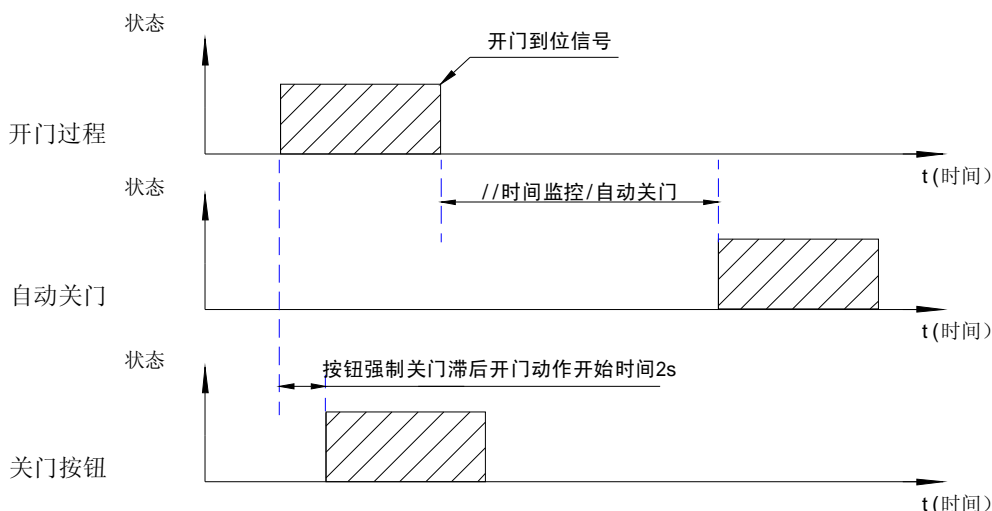 状态
开门到位信号
开门过程
t(时间)
状态
//时间监控/自动关门
自动关门
t(时间)
状态
按钮强制关门滞后开门动作开始时间2s
关门按钮
t(时间)